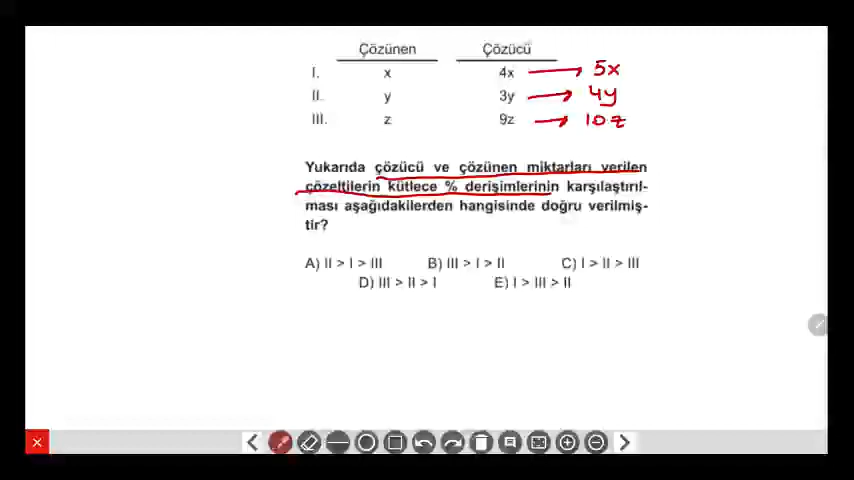 Çözünen Çözücü
I. x 4x 5x
II. y 3y 4y
III. z 9z 10z
Yukarıda çözücü ve çözünen miktarları verilen
çözeltilerin kütlece % derişimlerinin karşılaştırıl-
ması aşağıdakilerden hangisinde doğru verilmiş-
tir?
A) II > I > III B) III > I > II C) I > II > III
D) III > II > I E) I > III > II